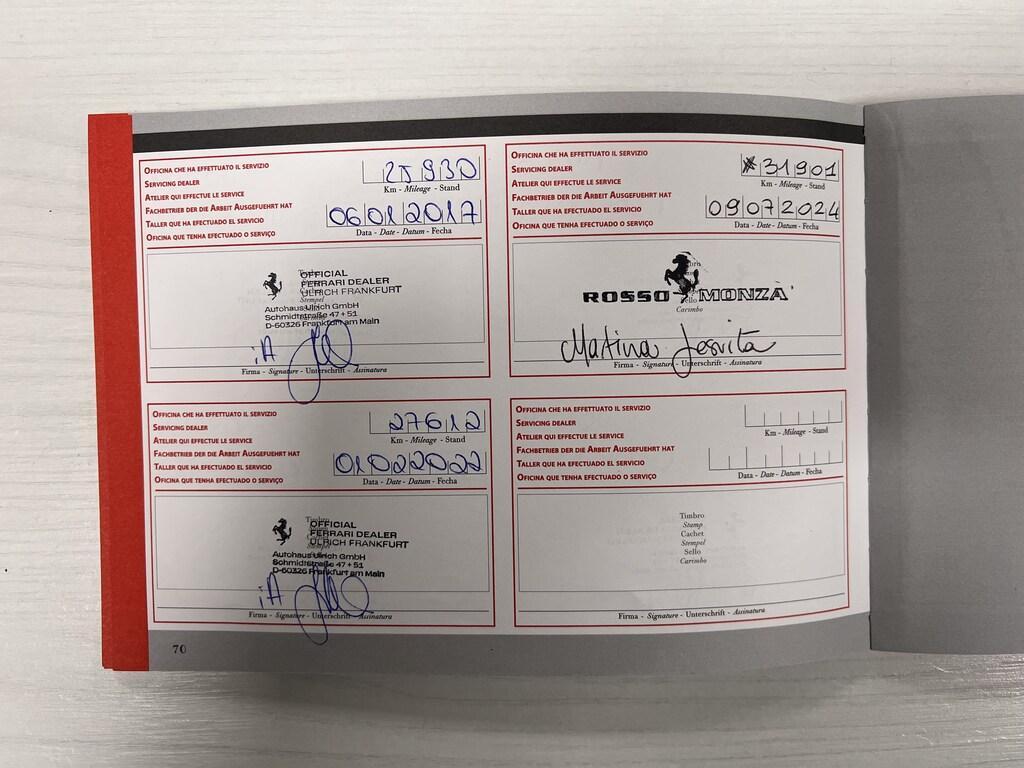 OFFICINA CHE HA EFFETTUATO IL SERVIZIO
SERVICING DEALER
ATELIER QUI EFFECTUE LE SERVICE
FACHBETRIEB DER DIE ARBEIT AUSGEFUEHRT HAT
TALLER QUE HA EFECTUADO EL SERVICIO
OFICINA QUE TENHA EFECTUADO O SERVIÇO
25930
Km - Mileage - Stand
06012017
Data - Date - Datum - Fecha
OFFICIAL
FERRARI DEALER
ULRICH FRANKFURT
Autohaus Ulrich GmbH
Schmidtstraße 47 + 51
D-60326 Frankfurt am Main
iA
Firma - Signature - Unterschrift - Assinatura
OFFICINA CHE HA EFFETTUATO IL SERVIZIO
SERVICING DEALER
ATELIER QUI EFFECTUE LE SERVICE
FACHBETRIEB DER DIE ARBEIT AUSGEFUEHRT HAT
TALLER QUE HA EFECTUADO EL SERVICIO
OFICINA QUE TENHA EFECTUADO O SERVIÇO
31901
Km - Mileage - Stand
09072024
Data - Date - Datum - Fecha
ROSSO MONZA'
Sello
Carimbo
Martina
Firma - Signature - Unterschrift - Assinatura
OFFICINA CHE HA EFFETTUATO IL SERVIZIO
SERVICING DEALER
ATELIER QUI EFFECTUE LE SERVICE
FACHBETRIEB DER DIE ARBEIT AUSGEFUEHRT HAT
TALLER QUE HA EFECTUADO EL SERVICIO
OFICINA QUE TENHA EFECTUADO O SERVIÇO
27612
Km - Mileage - Stand
01022022
Data - Date - Datum - Fecha
OFFICIAL
FERRARI DEALER
ULRICH FRANKFURT
Autohaus Ulrich GmbH
Schmidtstraße 47 + 51
D-60326 Frankfurt am Main
iA
Firma - Signature - Unterschrift - Assinatura
OFFICINA CHE HA EFFETTUATO IL SERVIZIO
SERVICING DEALER
ATELIER QUI EFFECTUE LE SERVICE
FACHBETRIEB DER DIE ARBEIT AUSGEFUEHRT HAT
TALLER QUE HA EFECTUADO EL SERVICIO
OFICINA QUE TENHA EFECTUADO O SERVIÇO
Km - Mileage - Stand
Data - Date - Datum - Fecha
Timbro
Stamp
Cachet
Stempel
Sello
Carimbo
Firma - Signature - Unterschrift - Assinatura
70